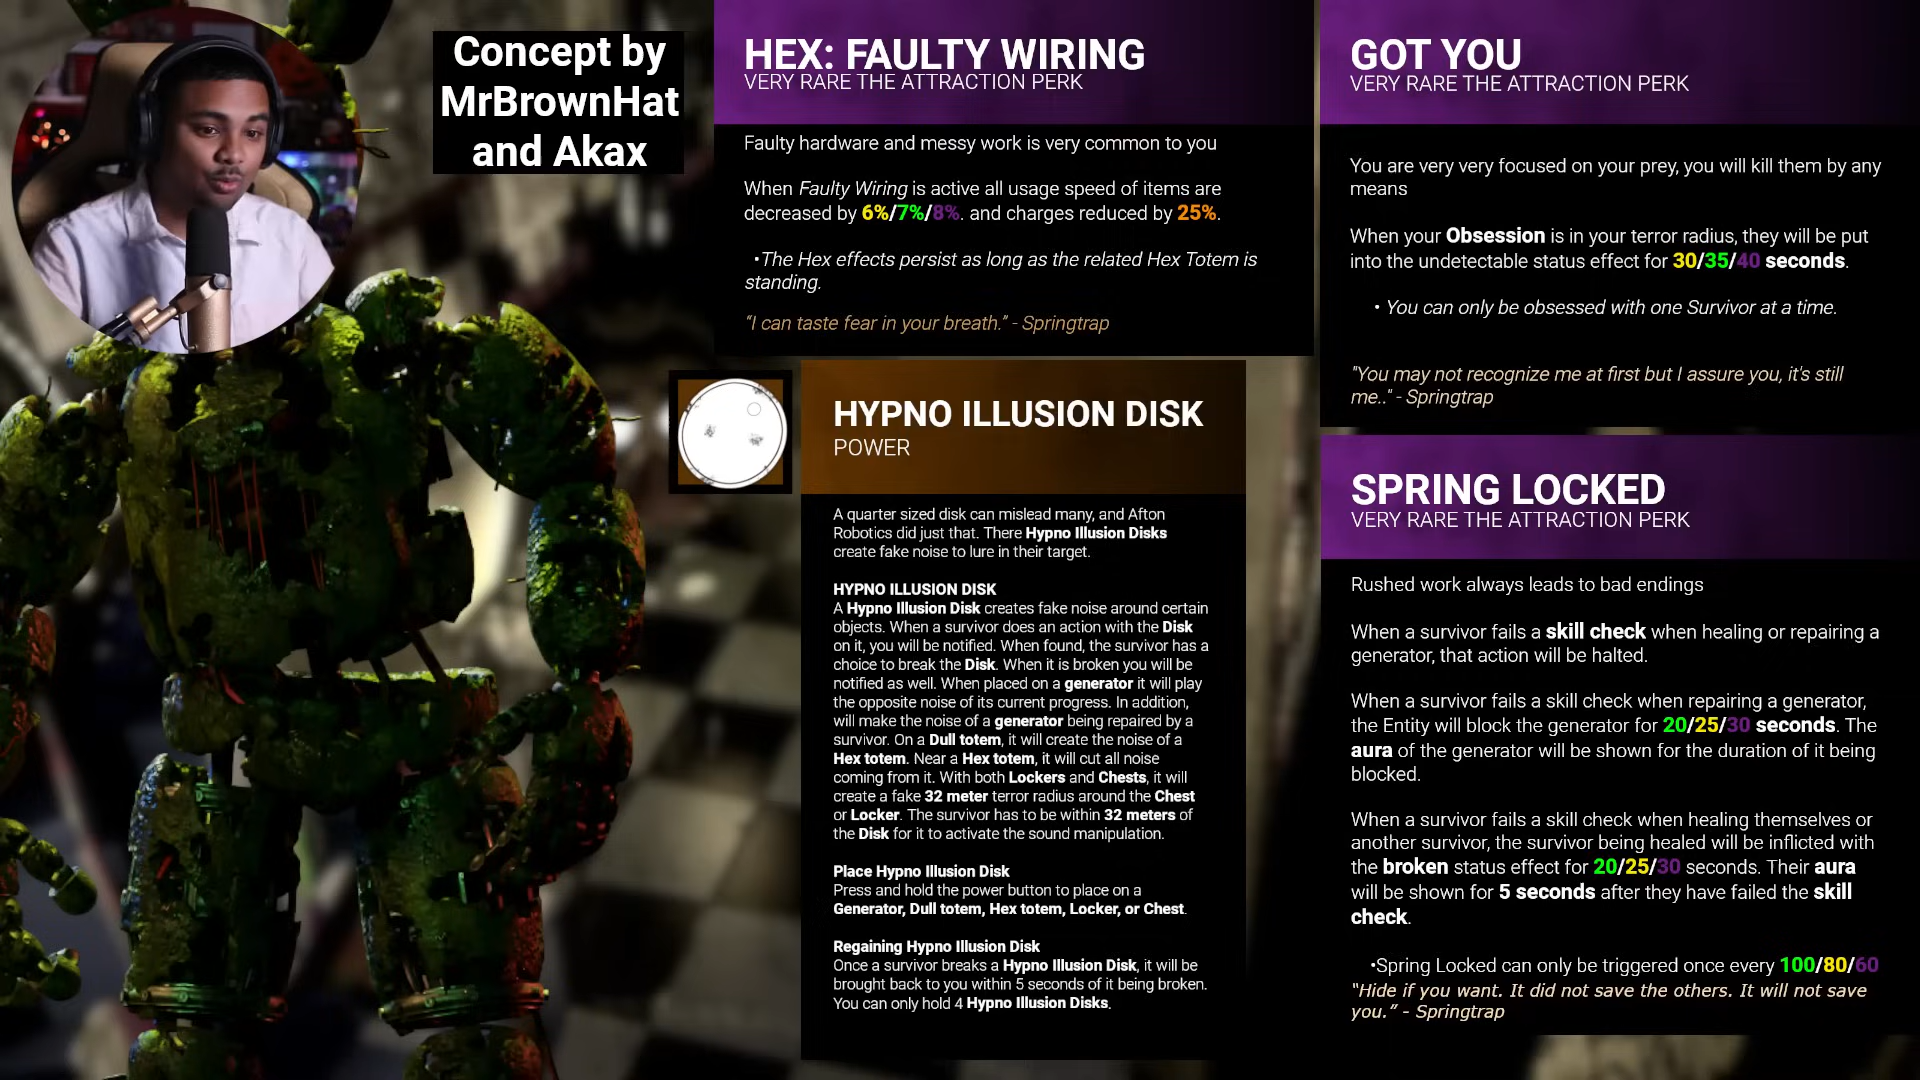 Concept by
MrBrownHat
and Akax
HEX: FAULTY WIRING
VERY RARE THE ATTRACTION PERK
Faulty hardware and messy work is very common to you
When Faulty Wiring is active all usage speed of items are
decreased by 6%/7%/8%. and charges reduced by 25%.
•The Hex effects persist as long as the related Hex Totem is
standing.
“I can taste fear in your breath.” - Springtrap
HYPNO ILLUSION DISK
POWER
A quarter sized disk can mislead many, and Afton
Robotics did just that. There Hypno Illusion Disks
create fake noise to lure in their target.
HYPNO ILLUSION DISK
A Hypno Illusion Disk creates fake noise around certain
objects. When a survivor does an action with the Disk
on it, you will be notified. When found, the survivor has a
choice to break the Disk. When it is broken you will be
notified as well. When placed on a generator it will play
the opposite noise of its current progress. In addition,
will make the noise of a generator being repaired by a
survivor. On a Dull totem, it will create the noise of a
Hex totem. Near a Hex totem, it will cut all noise
coming from it. With both Lockers and Chests, it will
create a fake 32 meter terror radius around the Chest
or Locker. The survivor has to be within 32 meters of
the Disk for it to activate the sound manipulation.
Place Hypno Illusion Disk
Press and hold the power button to place on a
Generator, Dull totem, Hex totem, Locker, or Chest.
Regaining Hypno Illusion Disk
Once a survivor breaks a Hypno Illusion Disk, it will be
brought back to you within 5 seconds of it being broken.
You can only hold 4 Hypno Illusion Disks.
GOT YOU
VERY RARE THE ATTRACTION PERK
You are very very focused on your prey, you will kill them by any
means
When your Obsession is in your terror radius, they will be put
into the undetectable status effect for 30/35/40 seconds.
• You can only be obsessed with one Survivor at a time.
"You may not recognize me at first but I assure you, it's still
me.." - Springtrap
SPRING LOCKED
VERY RARE THE ATTRACTION PERK
Rushed work always leads to bad endings
When a survivor fails a skill check when healing or repairing a
generator, that action will be halted.
When a survivor fails a skill check when repairing a generator,
the Entity will block the generator for 20/25/30 seconds. The
aura of the generator will be shown for the duration of it being
blocked.
When a survivor fails a skill check when healing themselves or
another survivor, the survivor being healed will be inflicted with
the broken status effect for 20/25/30 seconds. Their aura
will be shown for 5 seconds after they have failed the skill
check.
•Spring Locked can only be triggered once every 100/80/60
“Hide if you want. It did not save the others. It will not save
you.” - Springtrap